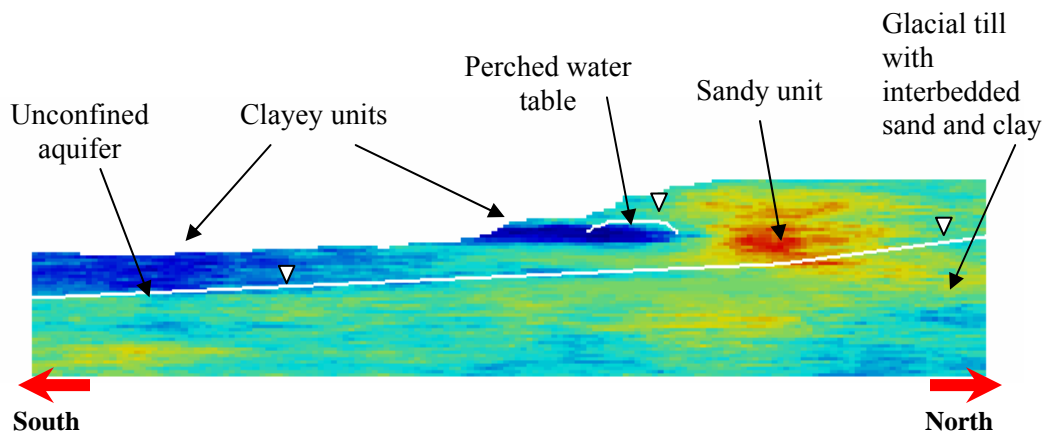 Unconfined
aquifer
Clayey units
Perched water
table
Sandy unit
Glacial till
with
interbedded
sand and clay
South
North